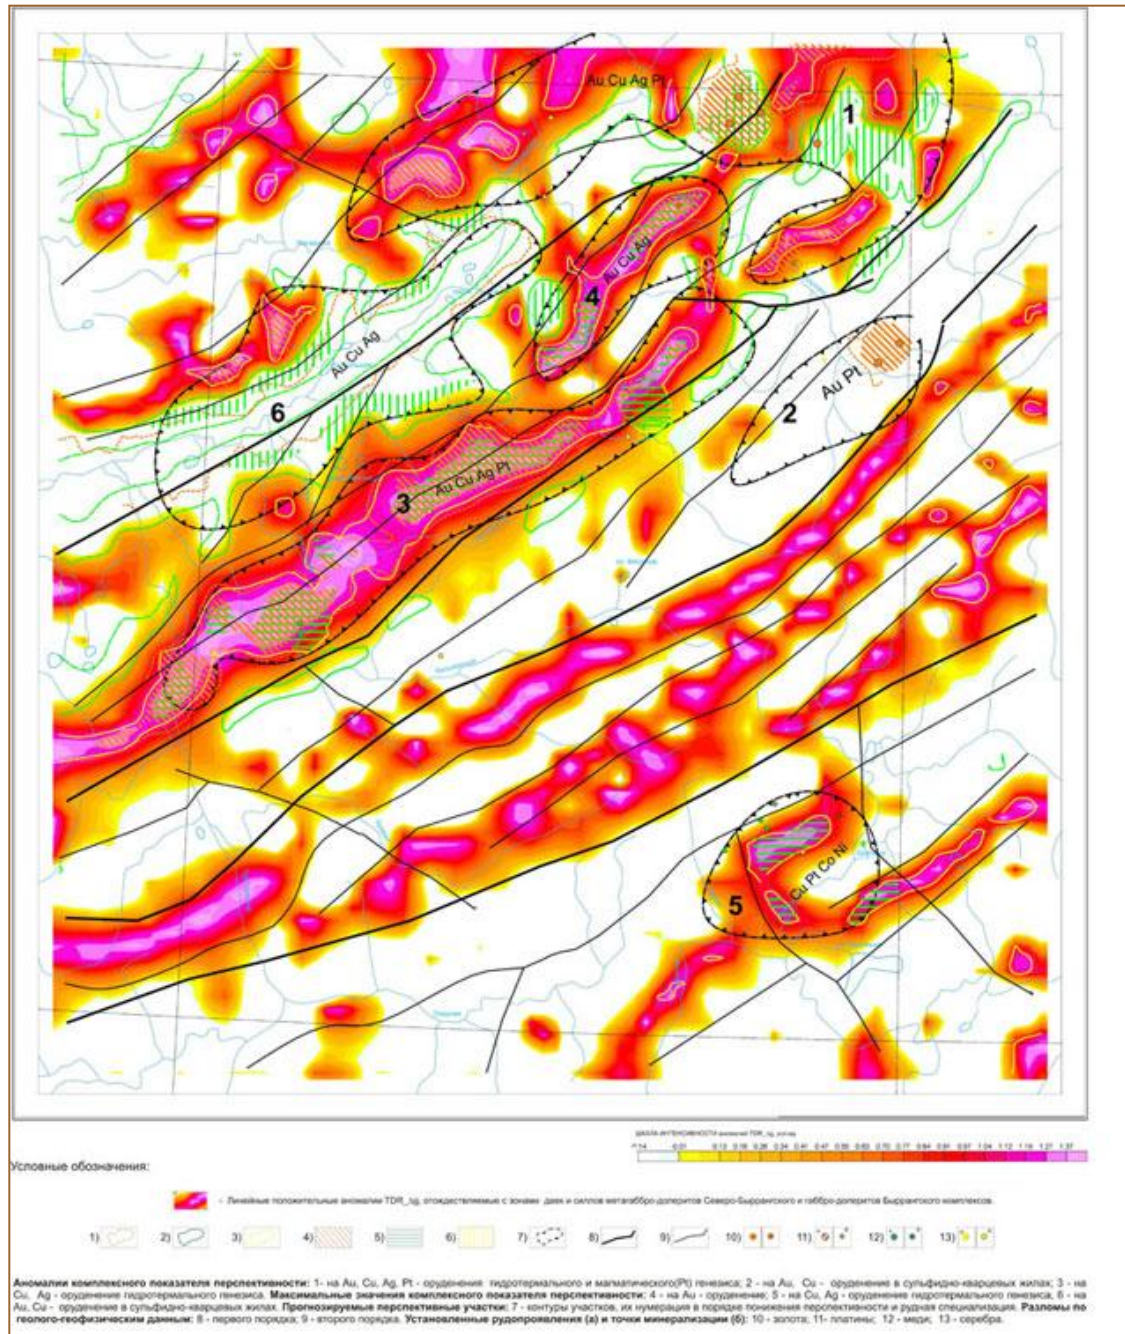 Au Cu Ag Pt
1
Au Cu Ag
4
Au Cu Ag
6
Au Pt
2
Au Cu Ag Pt
3
Cu Pt Co Ni
5
ШКАЛА ИНТЕНСИВНОСТИ аномалий TDR_tg,
Условные обозначения:
- Линейные положительные аномалии TDR_tg, отождествляемые с зонами даек и силлов метагаббро-долеритов Северо-Быррангского и габбро-долеритов Быррангского комплексов.
1) 2) 3) 4) 5) 6) 7) 8) 9) 10) 11) 12) 13)
Аномалии комплексного показателя перспективности: 1- на Au, Cu, Ag, Pt - оруденения гидротермального и магматического(Pt) генезиса; 2 - на Au, Cu - оруденение в сульфидно-кварцевых жилах; 3 - на
Cu, Ag - оруденение гидротермального генезиса. Максимальные значения комплексного показателя перспективности: 4 - на Au - оруденение; 5 - на Cu, Ag - оруденение гидротермального генезиса, 6 - на
Au, Cu - оруденение в сульфидно-кварцевых жилах. Прогнозируемые перспективные участки: 7 - контуры участков, их нумерация в порядке понижения перспективности и рудная специализация. Разломы по
геолого-геофизическим данным: 8 - первого порядка; 9 - второго порядка. Установленные рудопроявления (а) и точки минерализации (б): 10 - золота; 11- платины; 12 - меди; 13 - серебра.